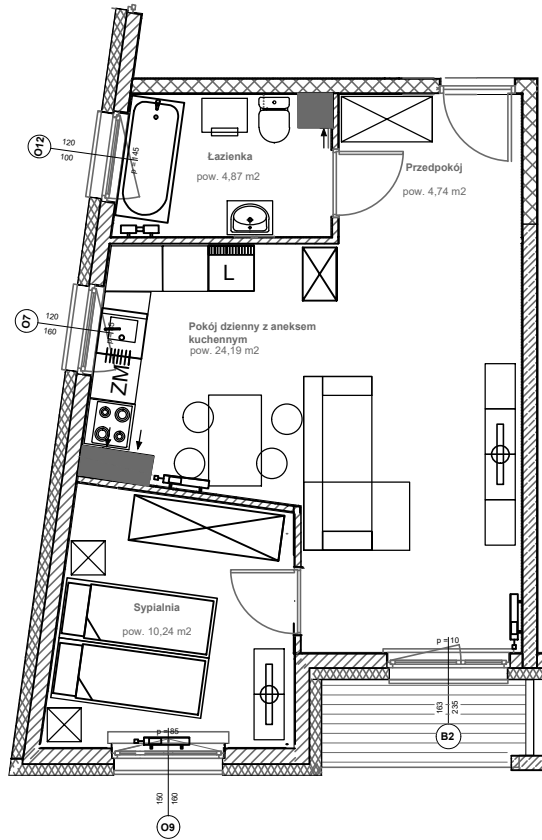 O12
120
100
p = 145
Łazienka
pow. 4,87 m2
Przedpokój
pow. 4,74 m2
L
O7
120
160
Pokój dzienny z aneksem
kuchennym
pow. 24,19 m2
ZM
Sypialnia
pow. 10,24 m2
p = 10
163
235
B2
p = 85
150
160
O9